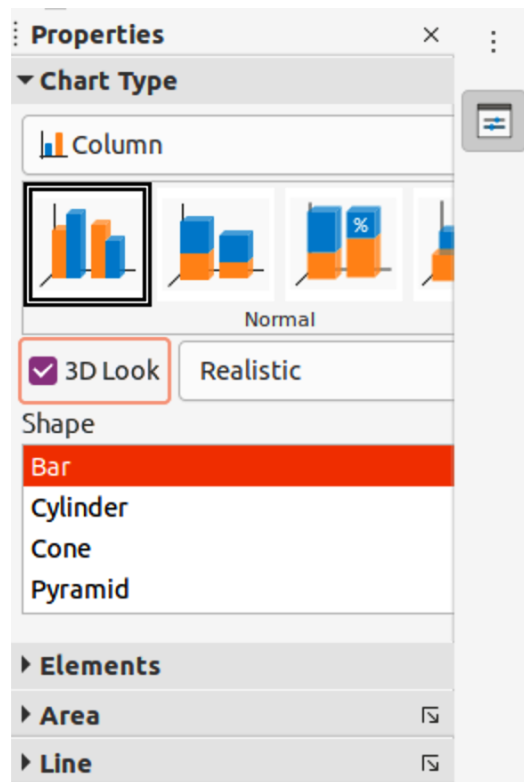 Properties
Chart Type
Column
%
Normal
3D Look Realistic
Shape
Bar
Cylinder
Cone
Pyramid
Elements
Area
Line